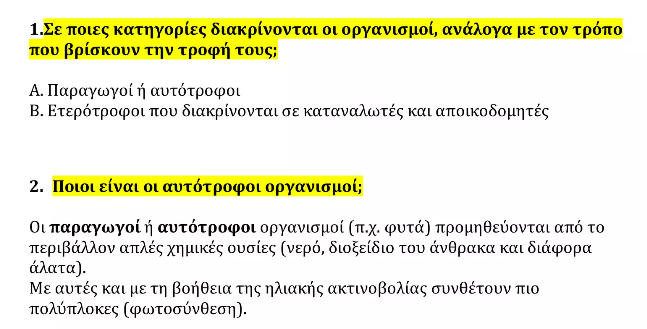 1.Σε ποιες κατηγορίες διακρίνονται οι οργανισμοί, ανάλογα με τον τρόπο
που βρίσκουν την τροφή τους;
Α. Παραγωγοί ή αυτότροφοι
Β. Ετερότροφοι που διακρίνονται σε καταναλωτές και αποικοδομητές
2. Ποιοι είναι οι αυτότροφοι οργανισμοί;
Οι παραγωγοί ή αυτότροφοι οργανισμοί (π.χ. φυτά) προμηθεύονται από το
περιβάλλον απλές χημικές ουσίες (νερό, διοξείδιο του άνθρακα και διάφορα
άλατα).
Με αυτές και με τη βοήθεια της ηλιακής ακτινοβολίας συνθέτουν πιο
πολύπλοκες (φωτοσύνθεση).